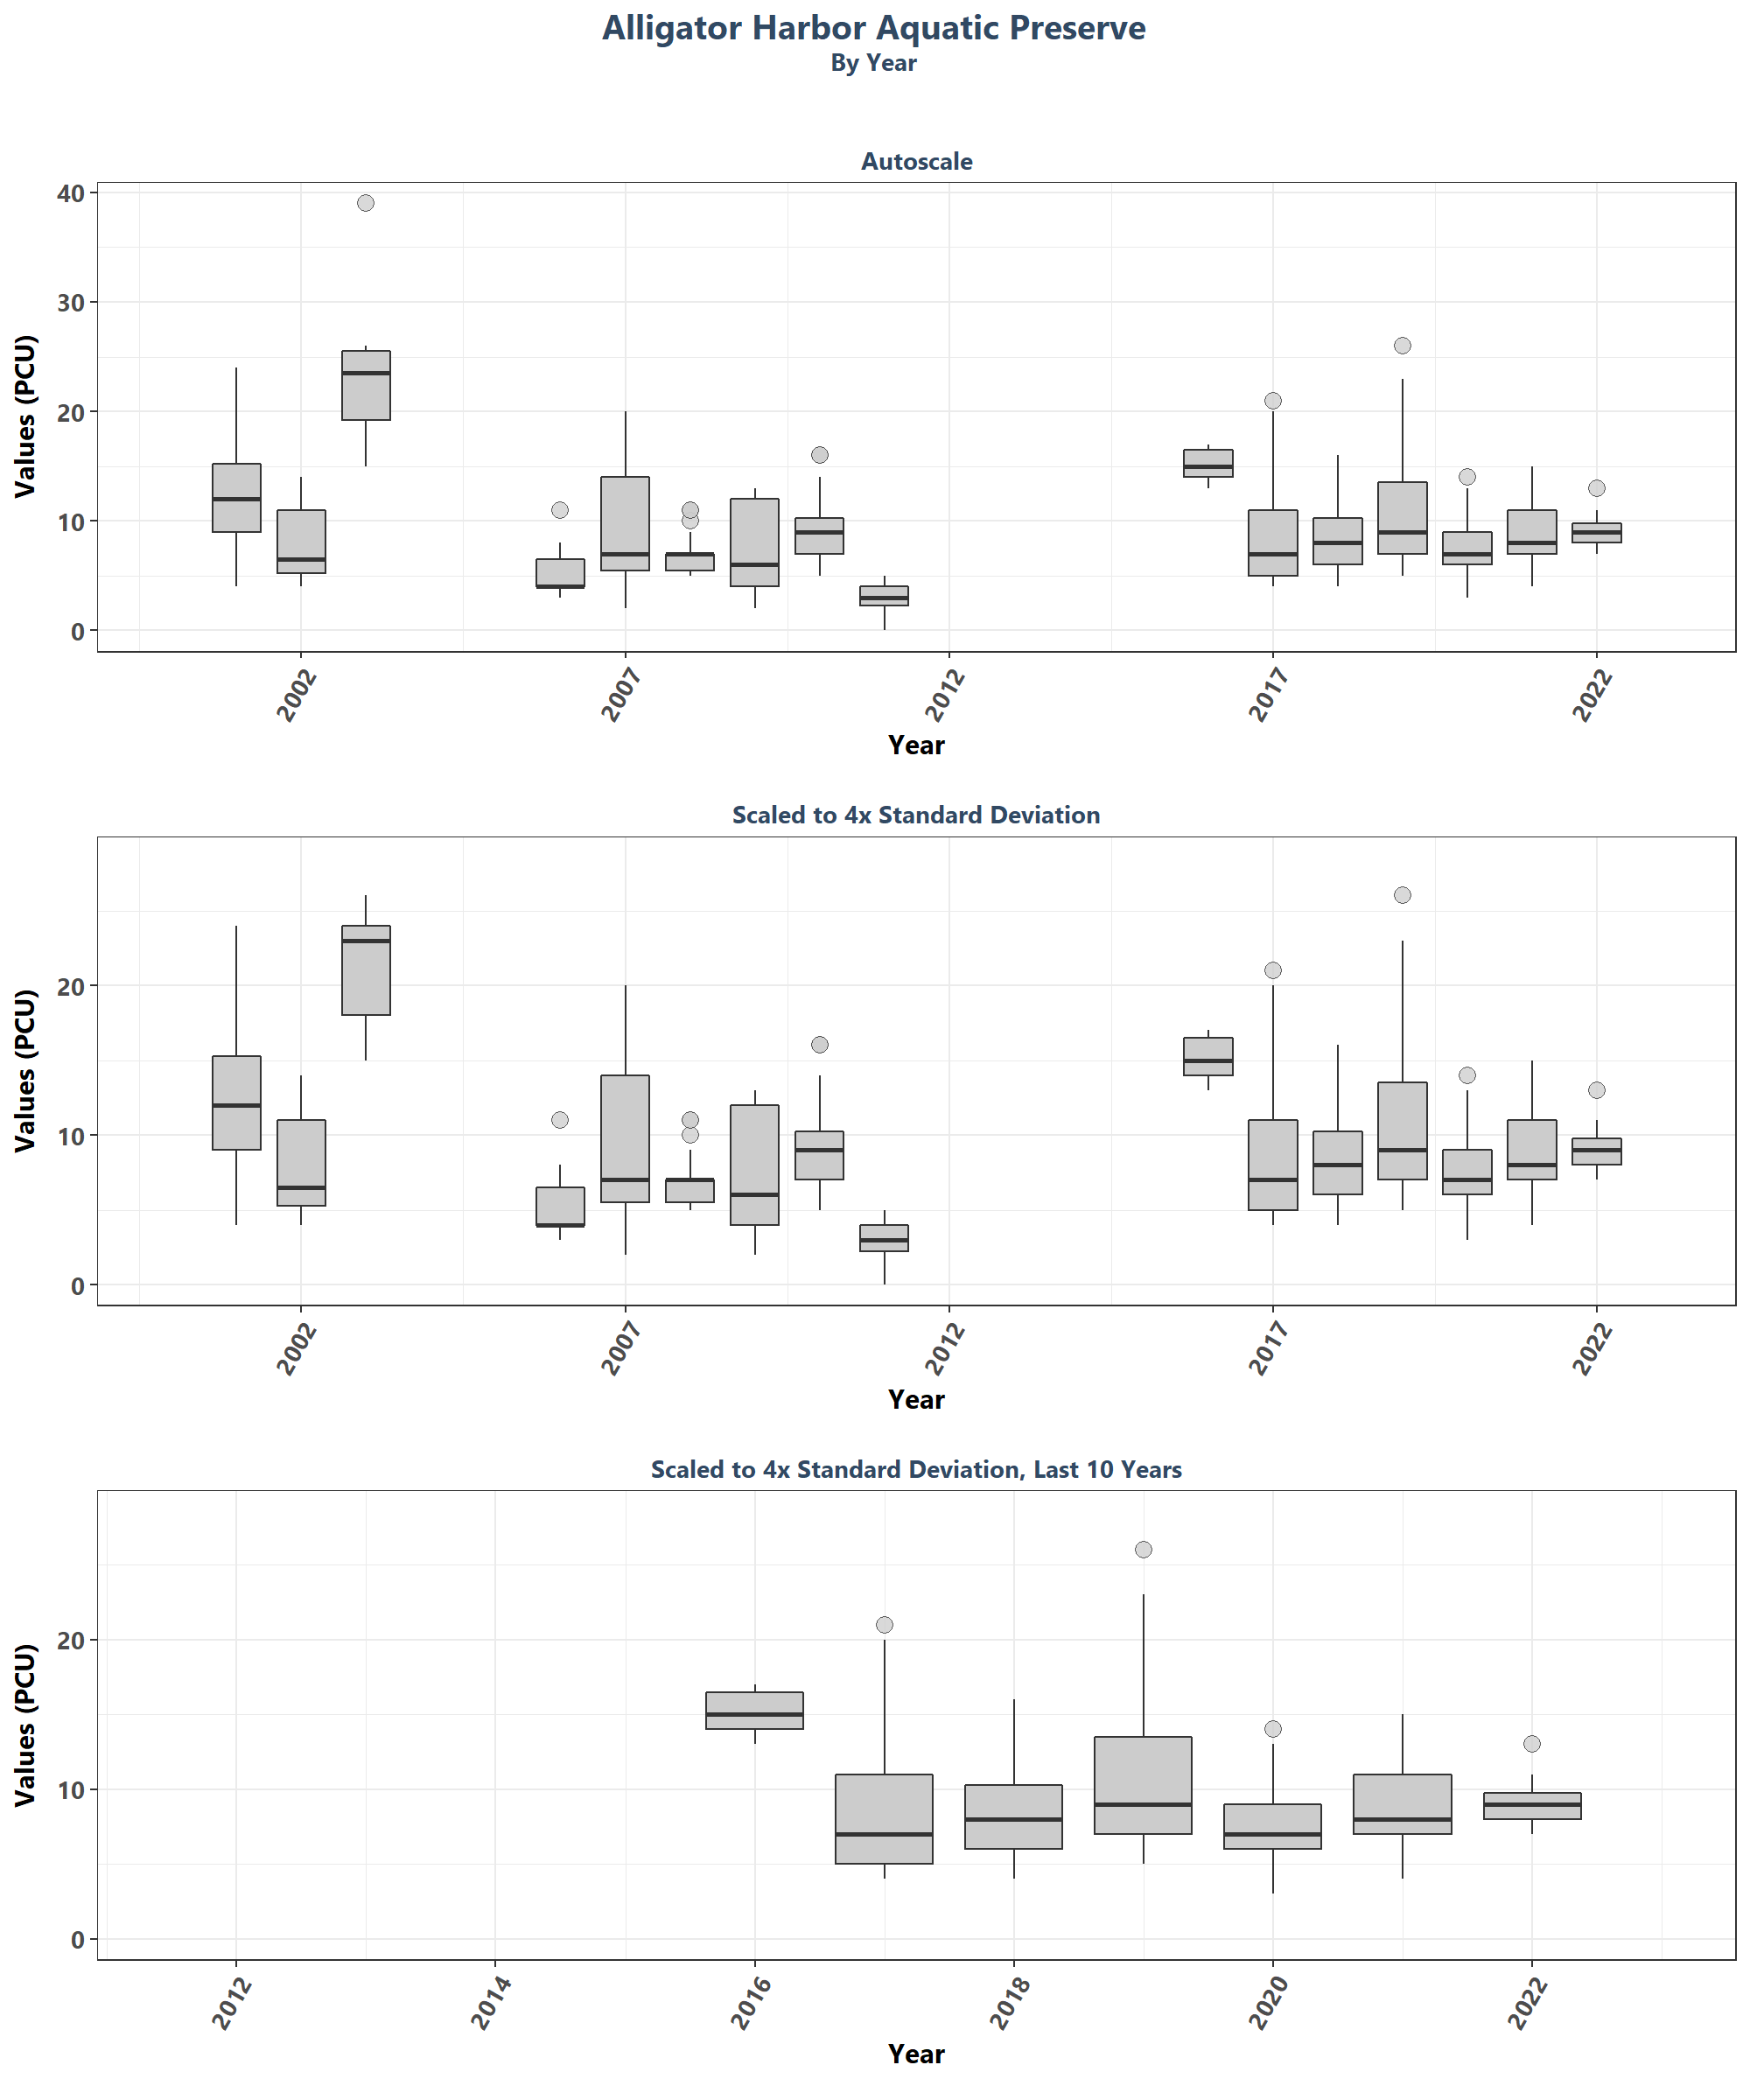 Alligator Harbor Aquatic Preserve
By Year
Autoscale
Values (PCU)
40
30
20
10
0
2002
2007
2012
2017
2022
Year
Scaled to 4x Standard Deviation
Values (PCU)
20
10
0
2002
2007
2012
2017
2022
Year
Scaled to 4x Standard Deviation, Last 10 Years
Values (PCU)
20
10
0
2012
2014
2016
2018
2020
2022
Year